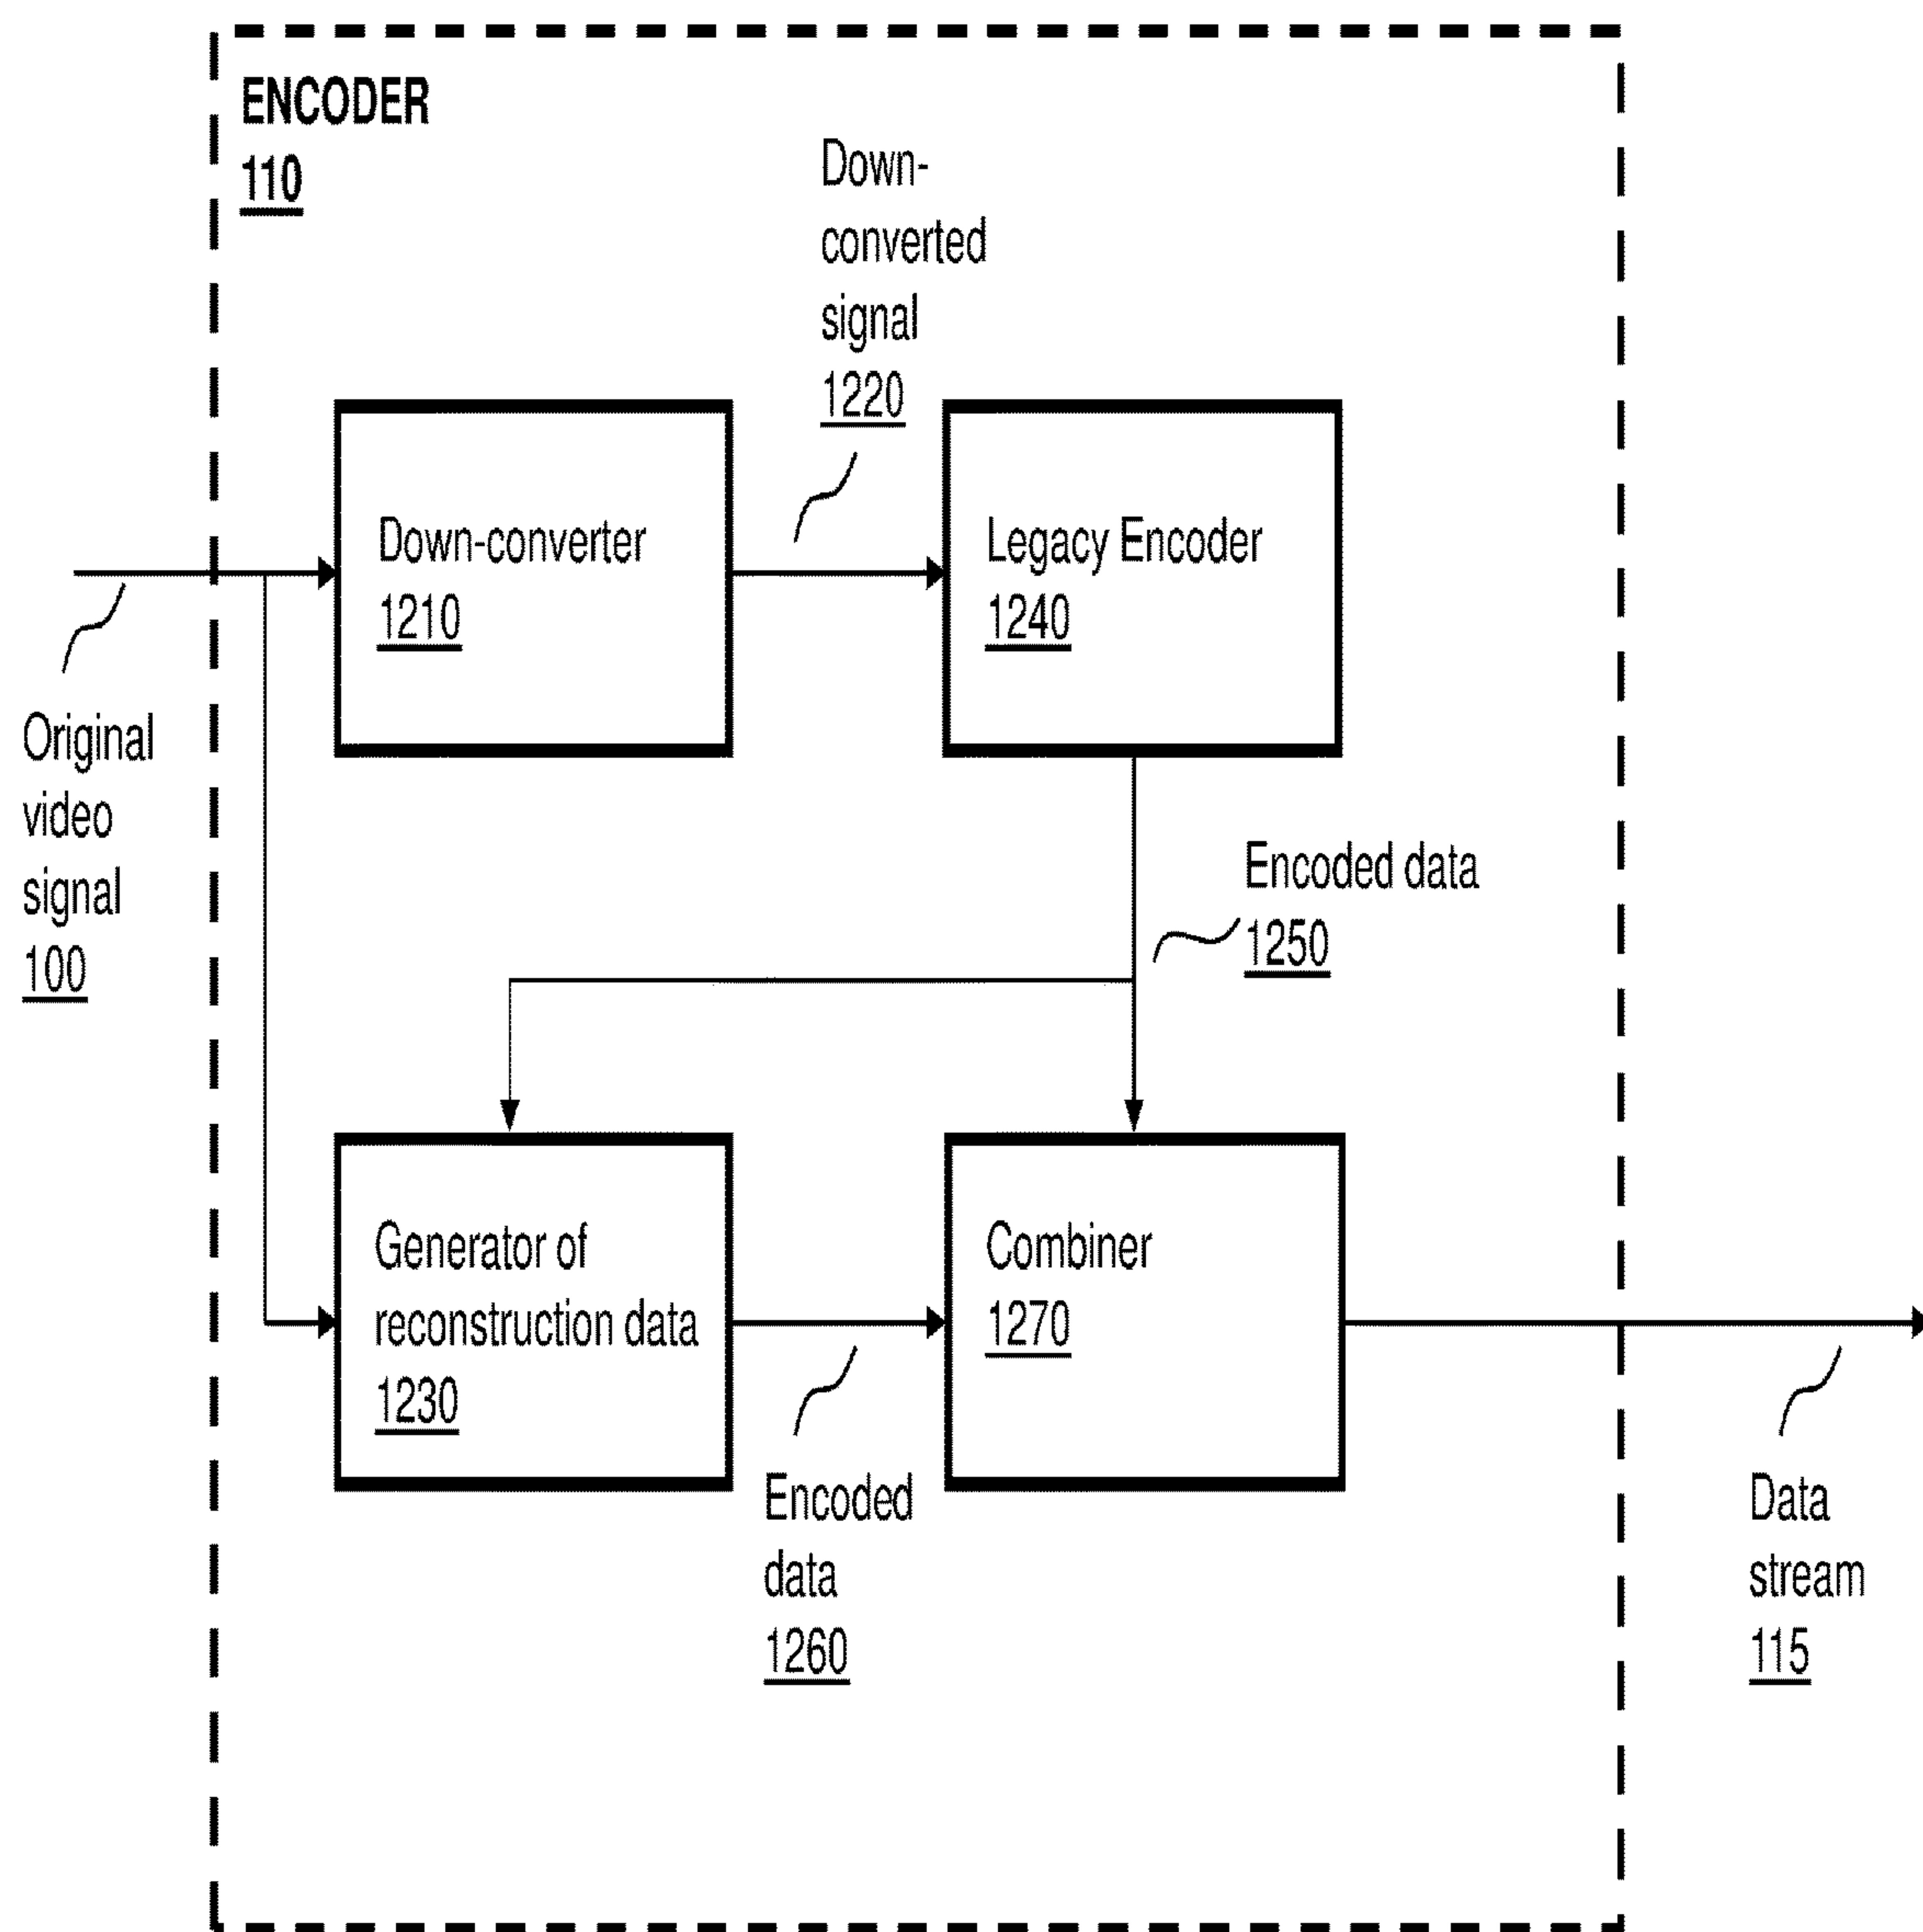 ENCODER
110
Down-
converted
signal
1220
Down-converter
1210
Legacy Encoder
1240
Original
video
signal
100
Encoded data
1250
Generator of
reconstruction data
1230
Combiner
1270
Encoded
data
1260
Data
stream
115